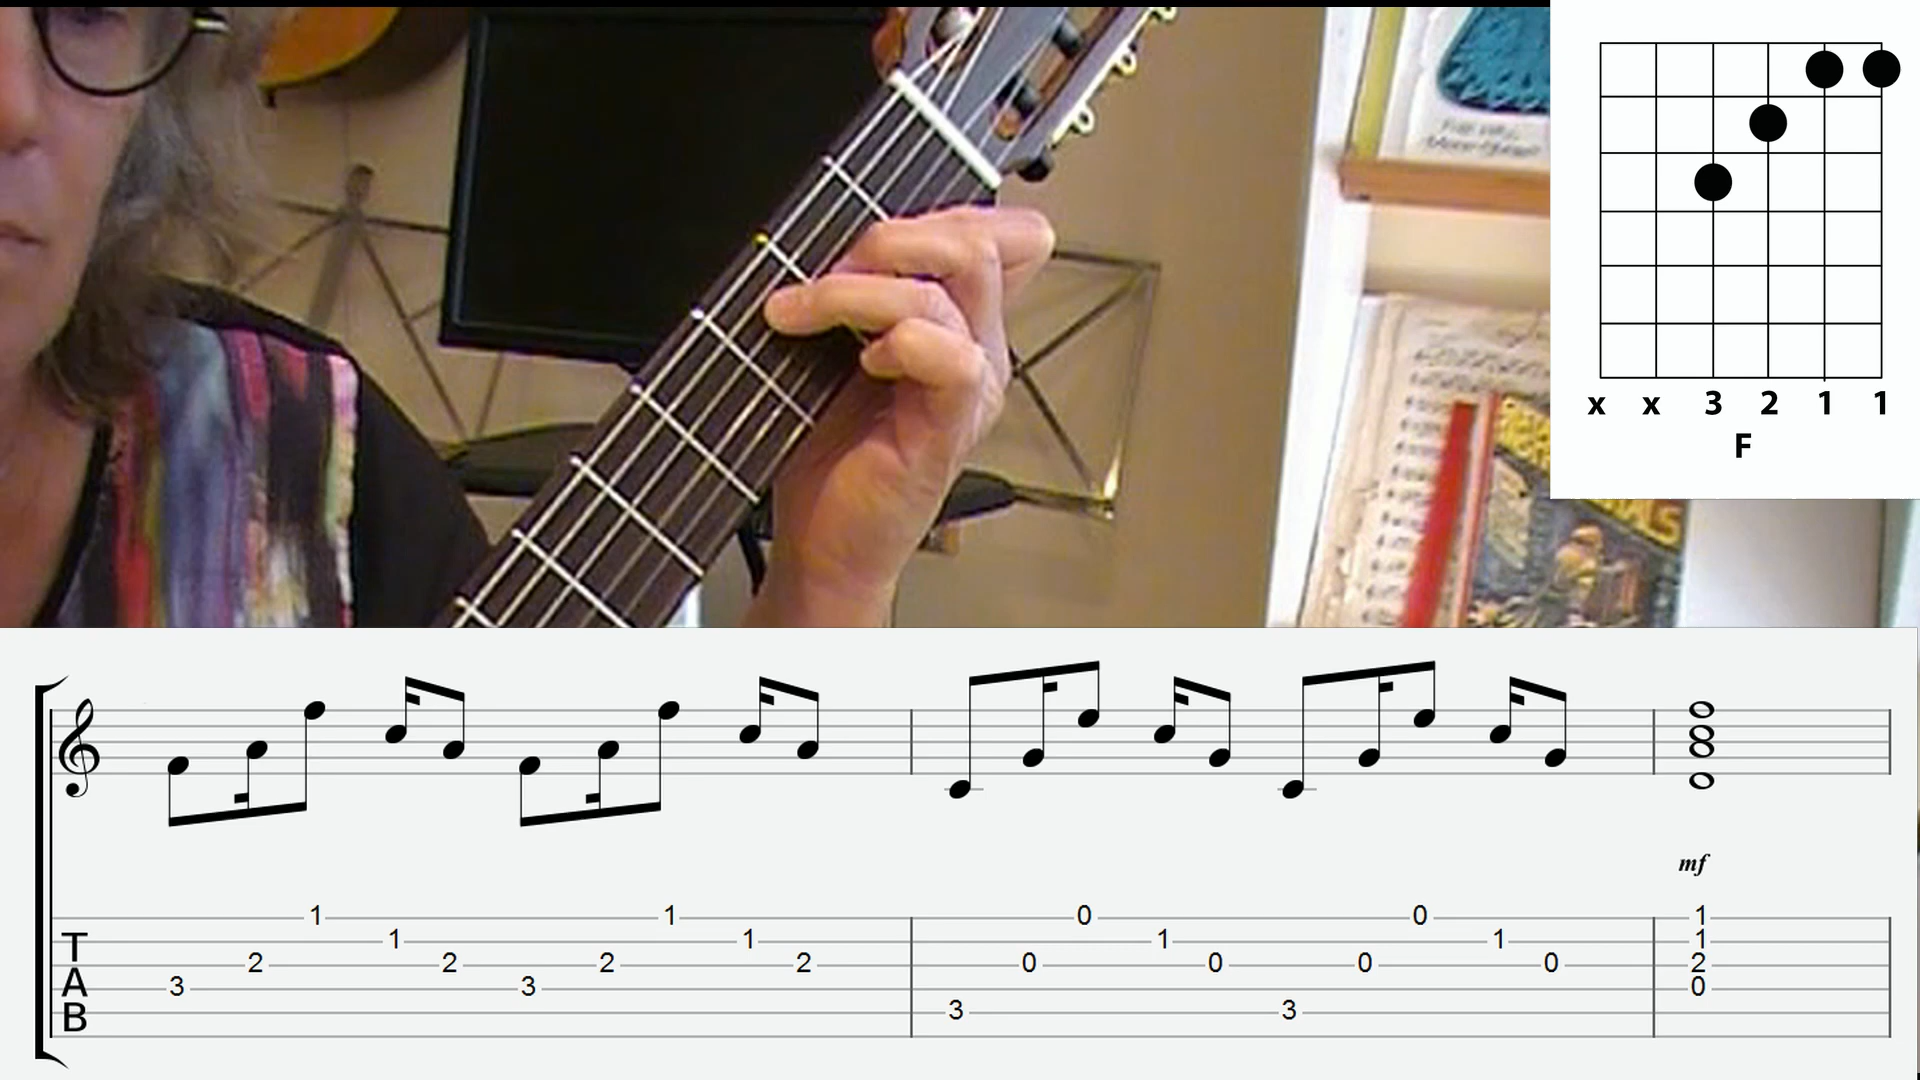 x x 3 2 1 1
F
mf
T
A
B
1 1 0 0 1
1 1 1 1 1
2 2 2 2 0 0 0 0 2
3 3 0
3 3